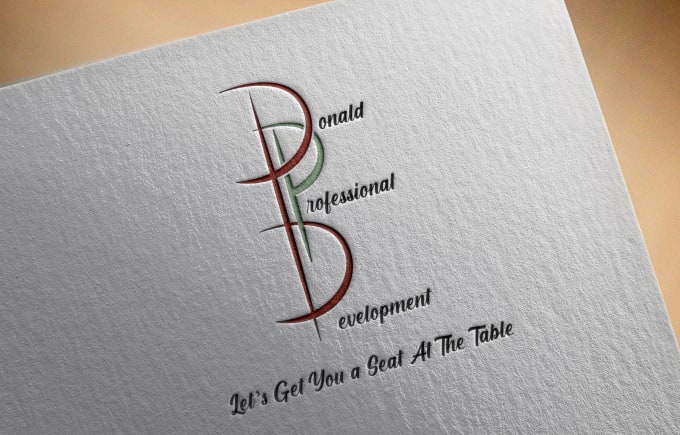 Donald
Professional
Development
Let's Get You a Seat At The Table